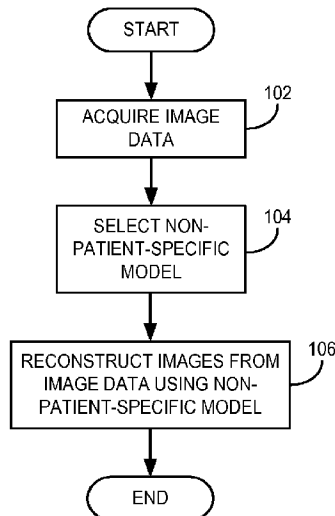 START
102
ACQUIRE IMAGE
DATA
104
SELECT NON-
PATIENT-SPECIFIC
MODEL
106
RECONSTRUCT IMAGES FROM
IMAGE DATA USING NON-
PATIENT-SPECIFIC MODEL
END